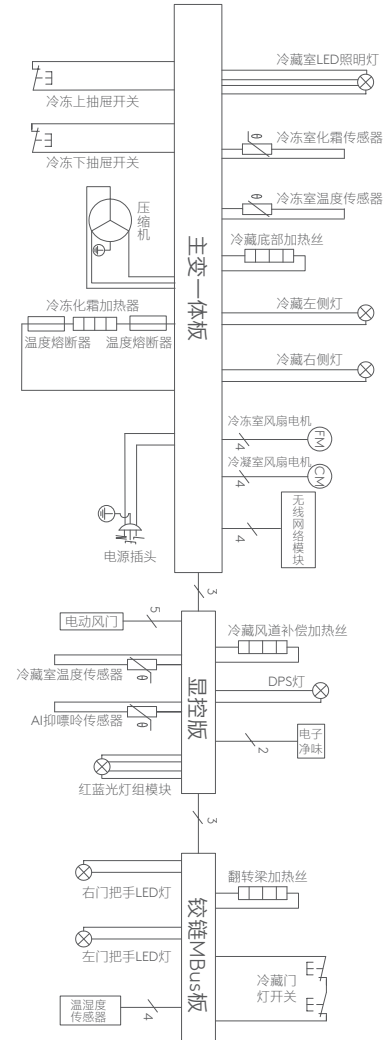 冷藏室LED照明灯
冷冻上抽屉开关
θ
冷冻室化霜传感器
冷冻下抽屉开关
θ
冷冻室温度传感器
压缩机
冷藏底部加热丝
主变一体板
冷冻化霜加热器
冷藏左侧灯
温度熔断器
温度熔断器
冷藏右侧灯
冷冻室风扇电机
4
FM
冷凝室风扇电机
4
CM
无线网络模块
4
电源插头
3
电动风门
5
冷藏风道补偿加热丝
冷藏室温度传感器
θ
显控版
DPS灯
AI抑嘌呤传感器
θ
2
电子
净味
红蓝光灯组模块
3
右门把手LED灯
翻转梁加热丝
铰链MBus板
左门把手LED灯
冷藏门
灯开关
温湿度
传感器
4